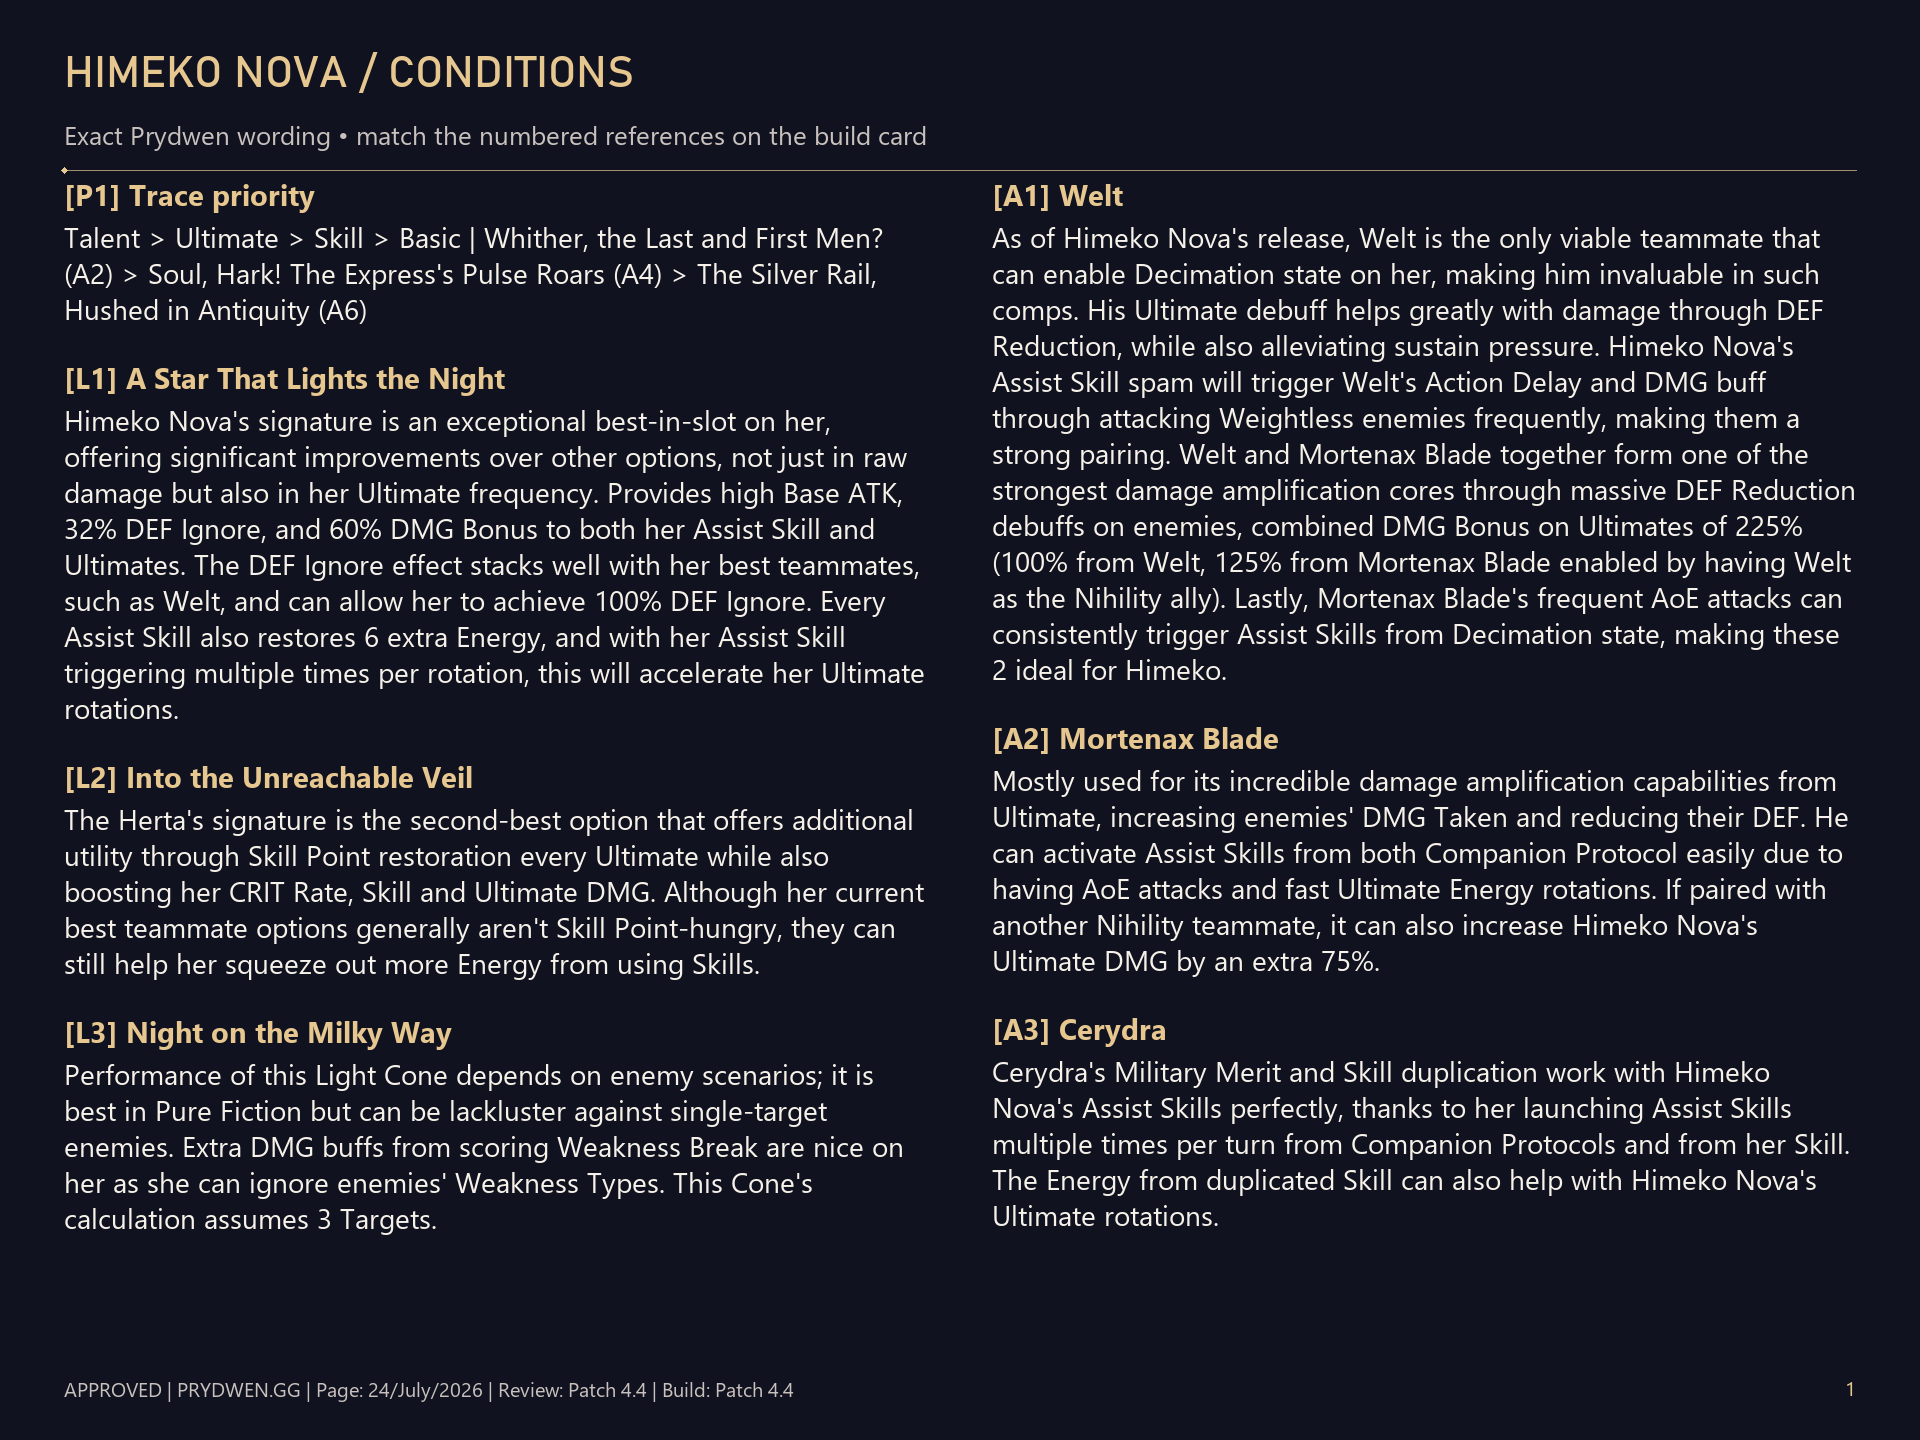 HIMEKO NOVA / CONDITIONS
Exact Prydwen wording • match the numbered references on the build card
[P1] Trace priority
Talent > Ultimate > Skill > Basic | Whither, the Last and First Men?
(A2) > Soul, Hark! The Express's Pulse Roars (A4) > The Silver Rail,
Hushed in Antiquity (A6)
[L1] A Star That Lights the Night
Himeko Nova's signature is an exceptional best-in-slot on her,
offering significant improvements over other options, not just in raw
damage but also in her Ultimate frequency. Provides high Base ATK,
32% DEF Ignore, and 60% DMG Bonus to both her Assist Skill and
Ultimates. The DEF Ignore effect stacks well with her best teammates,
such as Welt, and can allow her to achieve 100% DEF Ignore. Every
Assist Skill also restores 6 extra Energy, and with her Assist Skill
triggering multiple times per rotation, this will accelerate her Ultimate
rotations.
[L2] Into the Unreachable Veil
The Herta's signature is the second-best option that offers additional
utility through Skill Point restoration every Ultimate while also
boosting her CRIT Rate, Skill and Ultimate DMG. Although her current
best teammate options generally aren't Skill Point-hungry, they can
still help her squeeze out more Energy from using Skills.
[L3] Night on the Milky Way
Performance of this Light Cone depends on enemy scenarios; it is
best in Pure Fiction but can be lackluster against single-target
enemies. Extra DMG buffs from scoring Weakness Break are nice on
her as she can ignore enemies' Weakness Types. This Cone's
calculation assumes 3 Targets.
[A1] Welt
As of Himeko Nova's release, Welt is the only viable teammate that
can enable Decimation state on her, making him invaluable in such
comps. His Ultimate debuff helps greatly with damage through DEF
Reduction, while also alleviating sustain pressure. Himeko Nova's
Assist Skill spam will trigger Welt's Action Delay and DMG buff
through attacking Weightless enemies frequently, making them a
strong pairing. Welt and Mortenax Blade together form one of the
strongest damage amplification cores through massive DEF Reduction
debuffs on enemies, combined DMG Bonus on Ultimates of 225%
(100% from Welt, 125% from Mortenax Blade enabled by having Welt
as the Nihility ally). Lastly, Mortenax Blade's frequent AoE attacks can
consistently trigger Assist Skills from Decimation state, making these
2 ideal for Himeko.
[A2] Mortenax Blade
Mostly used for its incredible damage amplification capabilities from
Ultimate, increasing enemies' DMG Taken and reducing their DEF. He
can activate Assist Skills from both Companion Protocol easily due to
having AoE attacks and fast Ultimate Energy rotations. If paired with
another Nihility teammate, it can also increase Himeko Nova's
Ultimate DMG by an extra 75%.
[A3] Cerydra
Cerydra's Military Merit and Skill duplication work with Himeko
Nova's Assist Skills perfectly, thanks to her launching Assist Skills
multiple times per turn from Companion Protocols and from her Skill.
The Energy from duplicated Skill can also help with Himeko Nova's
Ultimate rotations.
APPROVED | PRYDWEN.GG | Page: 24/July/2026 | Review: Patch 4.4 | Build: Patch 4.4
1